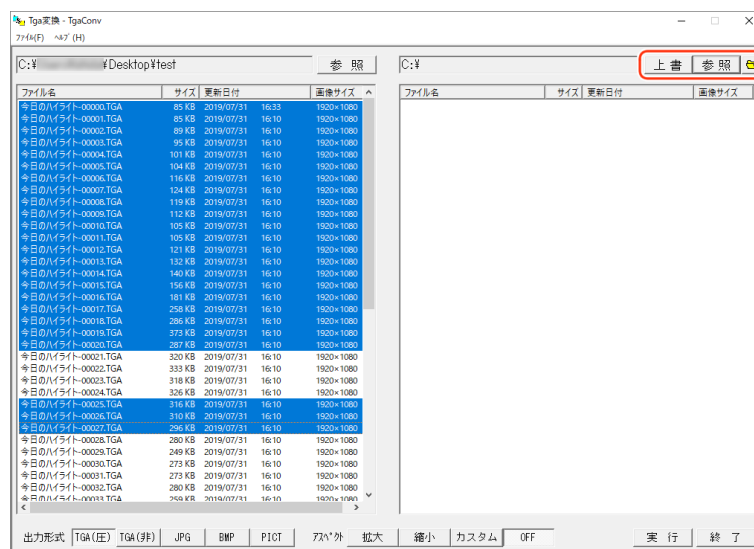 Tga変換 - TgaConv
ファイル(F) ヘルプ(H)
C:¥ ¥Desktop¥test 参 照 C:¥ 上 書 参 照
ファイル名 サイズ 更新日付 画像サイズ ファイル名 サイズ 更新日付 画像サイズ
今日のハイライト-00000.TGA 85 KB 2019/07/31 16:33 1920×1080
今日のハイライト-00001.TGA 85 KB 2019/07/31 16:10 1920×1080
今日のハイライト-00002.TGA 89 KB 2019/07/31 16:10 1920×1080
今日のハイライト-00003.TGA 95 KB 2019/07/31 16:10 1920×1080
今日のハイライト-00004.TGA 101 KB 2019/07/31 16:10 1920×1080
今日のハイライト-00005.TGA 104 KB 2019/07/31 16:10 1920×1080
今日のハイライト-00006.TGA 116 KB 2019/07/31 16:10 1920×1080
今日のハイライト-00007.TGA 124 KB 2019/07/31 16:10 1920×1080
今日のハイライト-00008.TGA 119 KB 2019/07/31 16:10 1920×1080
今日のハイライト-00009.TGA 112 KB 2019/07/31 16:10 1920×1080
今日のハイライト-00010.TGA 105 KB 2019/07/31 16:10 1920×1080
今日のハイライト-00011.TGA 105 KB 2019/07/31 16:10 1920×1080
今日のハイライト-00012.TGA 121 KB 2019/07/31 16:10 1920×1080
今日のハイライト-00013.TGA 132 KB 2019/07/31 16:10 1920×1080
今日のハイライト-00014.TGA 140 KB 2019/07/31 16:10 1920×1080
今日のハイライト-00015.TGA 156 KB 2019/07/31 16:10 1920×1080
今日のハイライト-00016.TGA 181 KB 2019/07/31 16:10 1920×1080
今日のハイライト-00017.TGA 258 KB 2019/07/31 16:10 1920×1080
今日のハイライト-00018.TGA 286 KB 2019/07/31 16:10 1920×1080
今日のハイライト-00019.TGA 373 KB 2019/07/31 16:10 1920×1080
今日のハイライト-00020.TGA 287 KB 2019/07/31 16:10 1920×1080
今日のハイライト-00021.TGA 320 KB 2019/07/31 16:10 1920×1080
今日のハイライト-00022.TGA 333 KB 2019/07/31 16:10 1920×1080
今日のハイライト-00023.TGA 318 KB 2019/07/31 16:10 1920×1080
今日のハイライト-00024.TGA 326 KB 2019/07/31 16:10 1920×1080
今日のハイライト-00025.TGA 316 KB 2019/07/31 16:10 1920×1080
今日のハイライト-00026.TGA 310 KB 2019/07/31 16:10 1920×1080
今日のハイライト-00027.TGA 296 KB 2019/07/31 16:10 1920×1080
今日のハイライト-00028.TGA 280 KB 2019/07/31 16:10 1920×1080
今日のハイライト-00029.TGA 249 KB 2019/07/31 16:10 1920×1080
今日のハイライト-00030.TGA 273 KB 2019/07/31 16:10 1920×1080
今日のハイライト-00031.TGA 273 KB 2019/07/31 16:10 1920×1080
今日のハイライト-00032.TGA 280 KB 2019/07/31 16:10 1920×1080
今日のハイライト-00033.TGA 259 KB 2019/07/31 16:10 1920×1080
出力形式 TGA(圧) TGA(非) JPG BMP PICT ｱｽﾍﾟｸﾄ 拡大 縮小 カスタム OFF 実 行 終 了